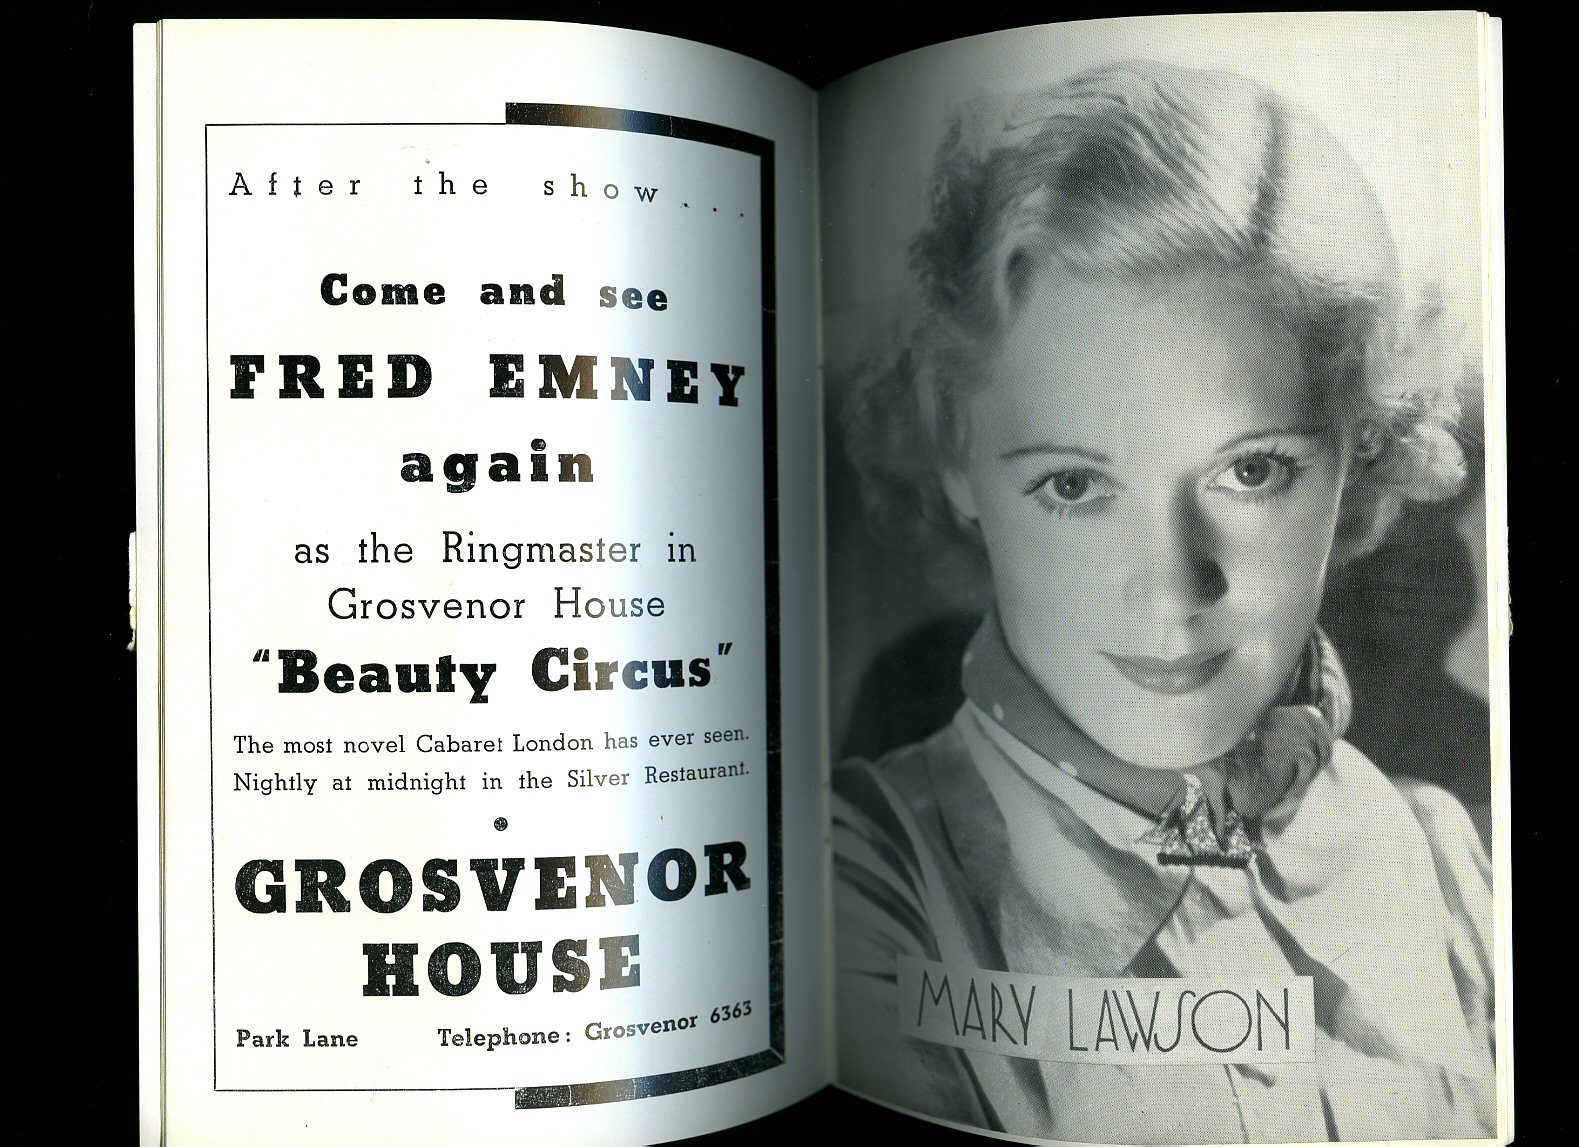 After the show . . .
Come and see
FRED EMNEY
again
as the Ringmaster in
Grosvenor House
"Beauty Circus"
The most novel Cabaret London has ever seen.
Nightly at midnight in the Silver Restaurant.
GROSVENOR
HOUSE
Park Lane Telephone: Grosvenor 6363
MARY LAWSON